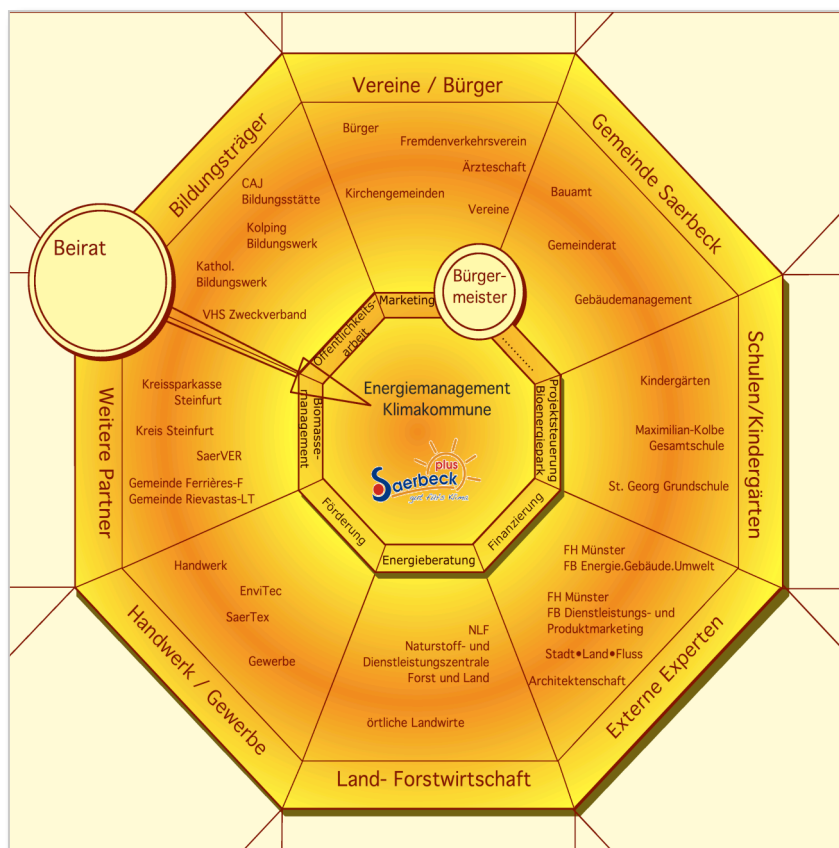 Vereine / Bürger
Bürger
Fremdenverkehrsverein
Ärzteschaft
Kirchengemeinden
Vereine
Gemeinde Saerbeck
Bauamt
Gemeinderat
Gebäudemanagement
Schulen/Kindergärten
Kindergärten
Maximilian-Kolbe
Gesamtschule
St. Georg Grundschule
Externe Experten
FH Münster
FB Energie.Gebäude.Umwelt
FH Münster
FB Dienstleistungs- und
Produktmarketing
Stadt•Land•Fluss
Architektenschaft
Land- Forstwirtschaft
NLF
Naturstoff- und
Dienstleistungszentrale
Forst und Land
örtliche Landwirte
Handwerk / Gewerbe
Handwerk
EnviTec
SaerTex
Gewerbe
Weitere Partner
Kreissparkasse
Steinfurt
Kreis Steinfurt
SaerVER
Gemeinde Ferrières-F
Gemeinde Rievastas-LT
Bildungsträger
CAJ
Bildungsstätte
Kolping
Bildungswerk
Kathol.
Bildungswerk
VHS Zweckverband
Beirat
Bürger-
meister
Marketing
..........
Projektsteuerung
Bioenergiepark
Finanzierung
Energieberatung
Förderung
Biomasse-
management
Öffentlichkeits-
arbeit
Energiemanagement
Klimakommune
plus
Saerbeck
gut fürs Klima